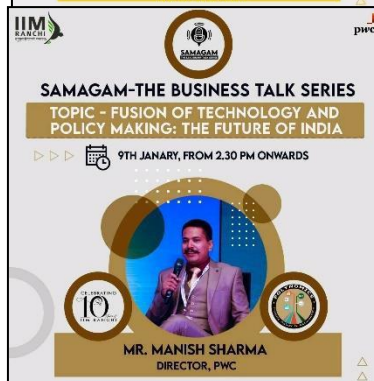 IIM
RANCHI
pwc
SAMAGAM
SAMAGAM-THE BUSINESS TALK SERIES
TOPIC - FUSION OF TECHNOLOGY AND
POLICY MAKING: THE FUTURE OF INDIA
9TH JANARY, FROM 2.30 PM ONWARDS
CELEBRATING
10
IIM RANCHI
MR. MANISH SHARMA
DIRECTOR, PWC